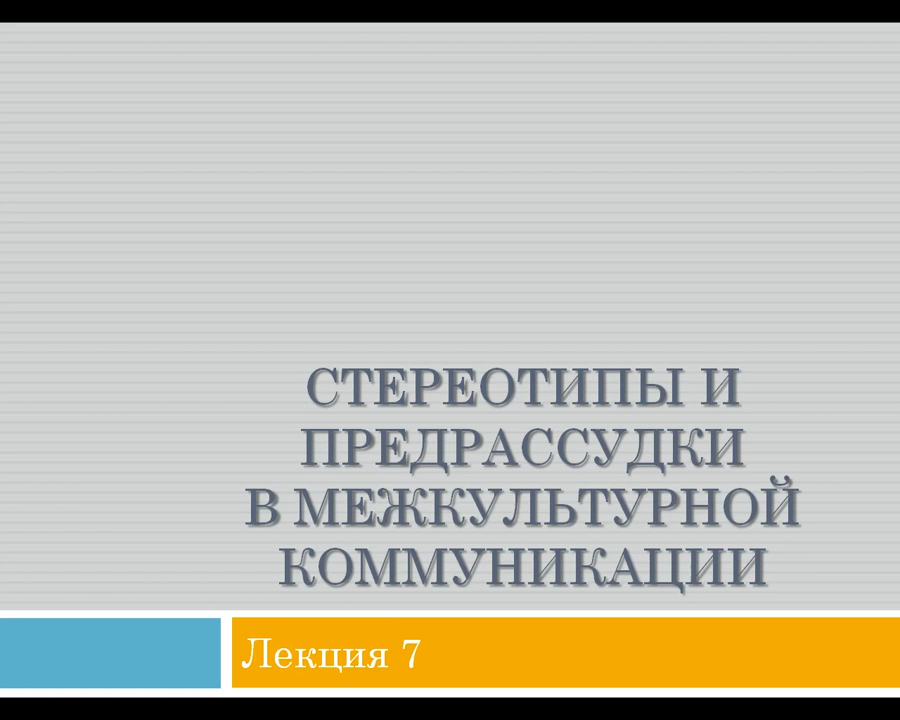 СТЕРЕОТИПЫ И
ПРЕДРАССУДКИ
В МЕЖКУЛЬТУРНОЙ
КОММУНИКАЦИИ
Лекция 7